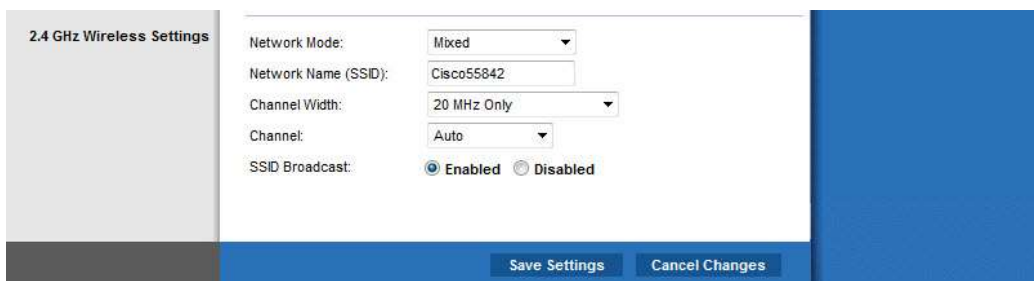 2.4 GHz Wireless Settings
Network Mode: Mixed
Network Name (SSID): Cisco55842
Channel Width: 20 MHz Only
Channel: Auto
SSID Broadcast: Enabled Disabled
Save Settings Cancel Changes